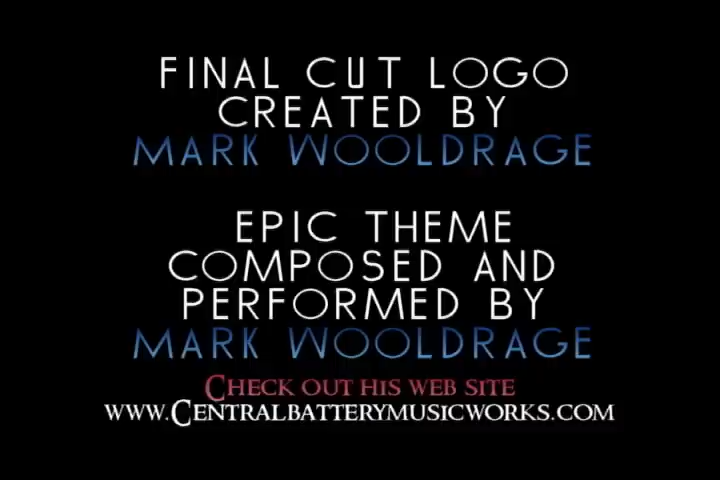 FINAL CUT LOGO
CREATED BY
MARK WOOLDRAGE
EPIC THEME
COMPOSED AND
PERFORMED BY
MARK WOOLDRAGE
CHECK OUT HIS WEB SITE
WWW.CENTRALBATTERYMUSICWORKS.COM